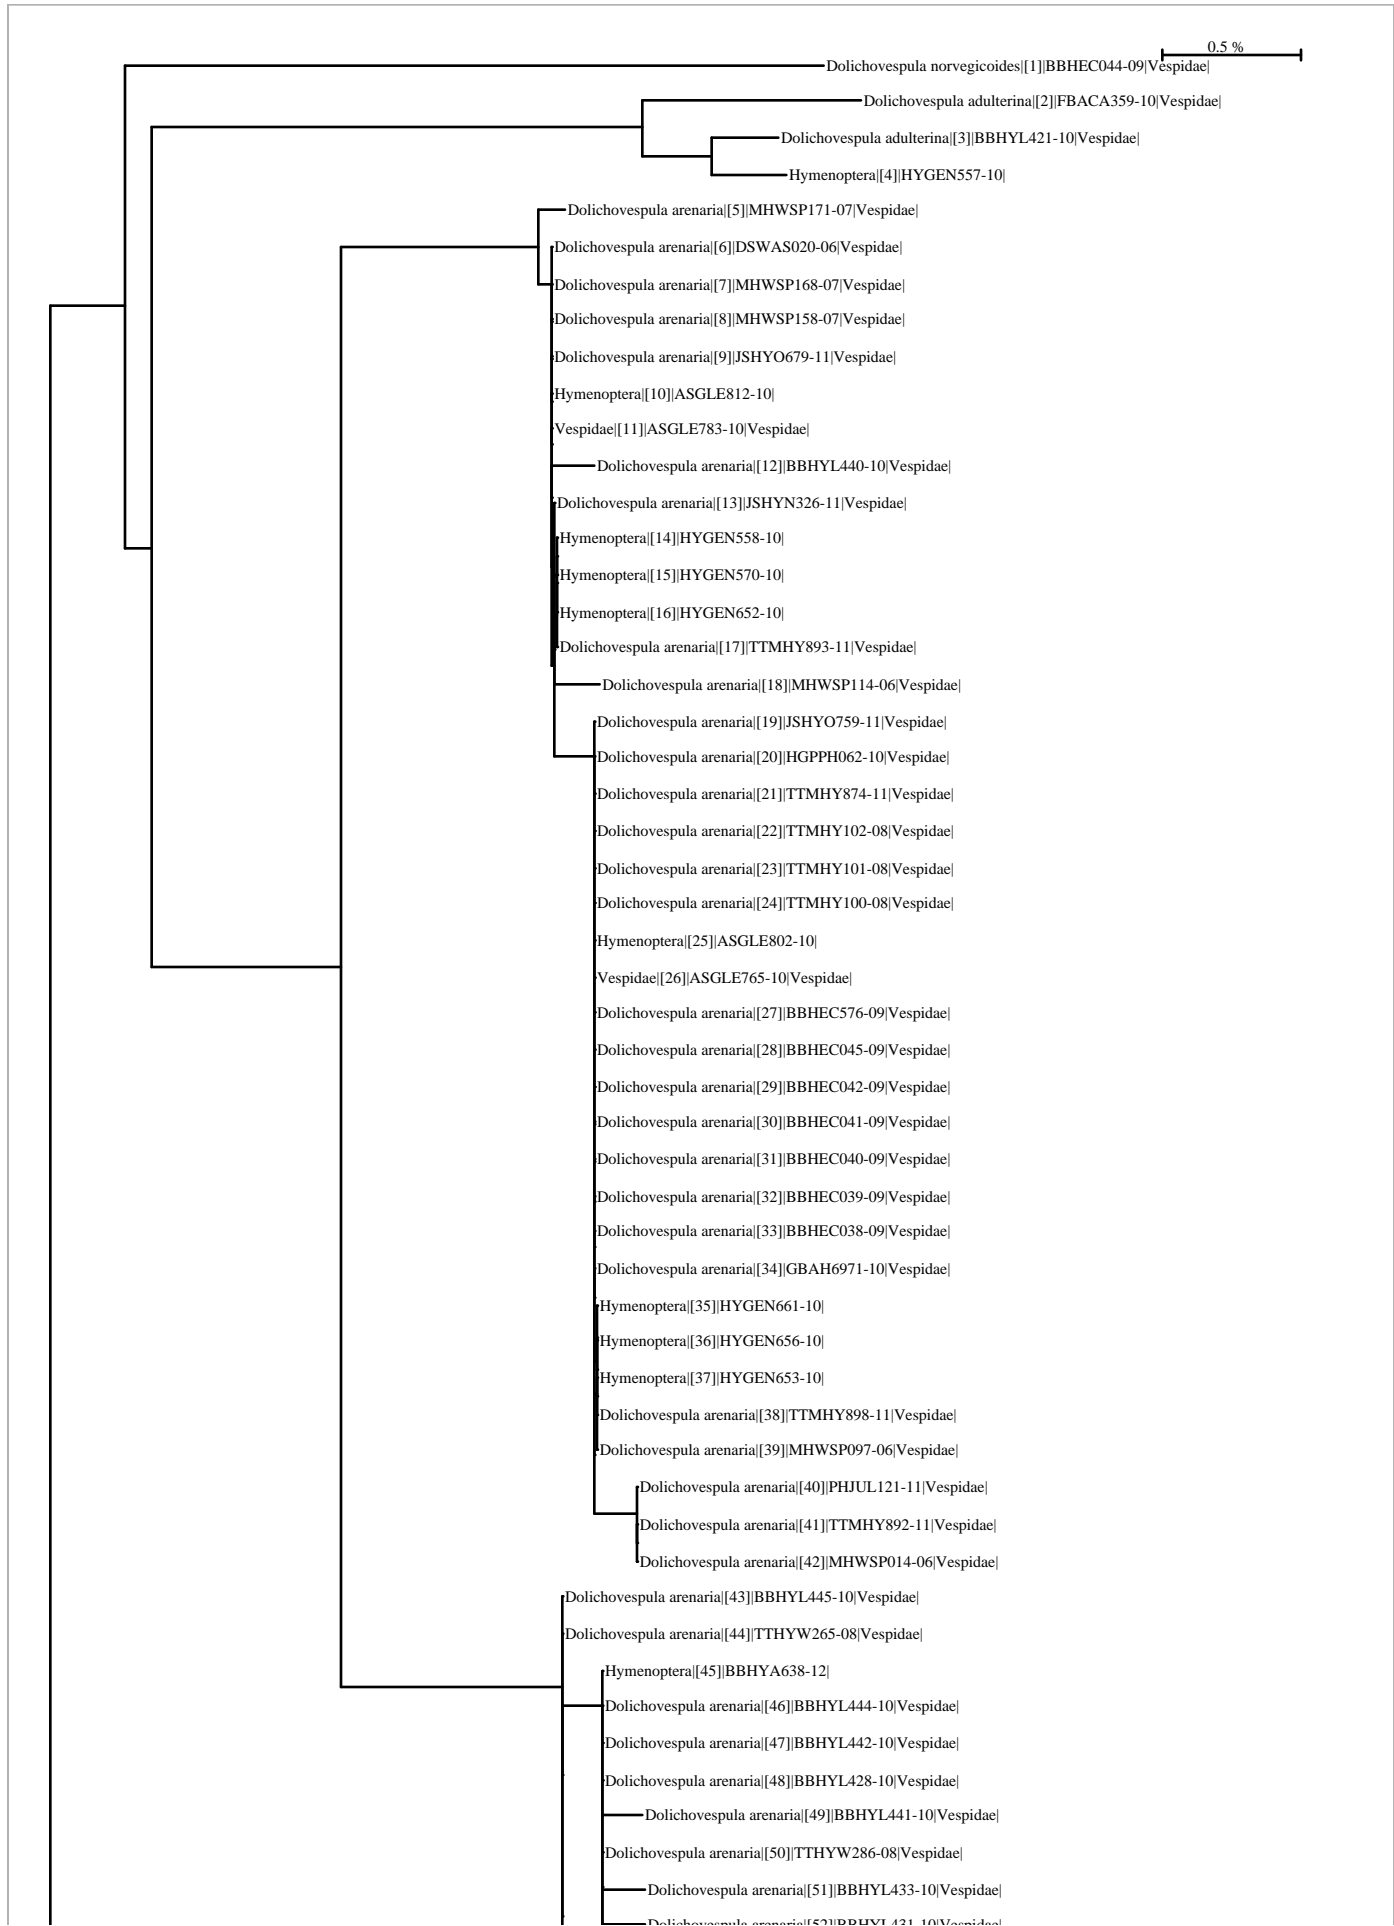 0.5 %
Dolichovespula norvegicoides|[1]|BBHEC044-09|Vespidae|
Dolichovespula adulterina|[2]|FBACA359-10|Vespidae|
Dolichovespula adulterina|[3]|BBHYL421-10|Vespidae|
Hymenoptera|[4]|HYGEN557-10|
Dolichovespula arenaria|[5]|MHWSP171-07|Vespidae|
Dolichovespula arenaria|[6]|DSWAS020-06|Vespidae|
Dolichovespula arenaria|[7]|MHWSP168-07|Vespidae|
Dolichovespula arenaria|[8]|MHWSP158-07|Vespidae|
Dolichovespula arenaria|[9]|JSHYO679-11|Vespidae|
Hymenoptera|[10]|ASGLE812-10|
Vespidae|[11]|ASGLE783-10|Vespidae|
Dolichovespula arenaria|[12]|BBHYL440-10|Vespidae|
Dolichovespula arenaria|[13]|JSHYN326-11|Vespidae|
Hymenoptera|[14]|HYGEN558-10|
Hymenoptera|[15]|HYGEN570-10|
Hymenoptera|[16]|HYGEN652-10|
Dolichovespula arenaria|[17]|TTMHY893-11|Vespidae|
Dolichovespula arenaria|[18]|MHWSP114-06|Vespidae|
Dolichovespula arenaria|[19]|JSHYO759-11|Vespidae|
Dolichovespula arenaria|[20]|HGPPH062-10|Vespidae|
Dolichovespula arenaria|[21]|TTMHY874-11|Vespidae|
Dolichovespula arenaria|[22]|TTMHY102-08|Vespidae|
Dolichovespula arenaria|[23]|TTMHY101-08|Vespidae|
Dolichovespula arenaria|[24]|TTMHY100-08|Vespidae|
Hymenoptera|[25]|ASGLE802-10|
Vespidae|[26]|ASGLE765-10|Vespidae|
Dolichovespula arenaria|[27]|BBHEC576-09|Vespidae|
Dolichovespula arenaria|[28]|BBHEC045-09|Vespidae|
Dolichovespula arenaria|[29]|BBHEC042-09|Vespidae|
Dolichovespula arenaria|[30]|BBHEC041-09|Vespidae|
Dolichovespula arenaria|[31]|BBHEC040-09|Vespidae|
Dolichovespula arenaria|[32]|BBHEC039-09|Vespidae|
Dolichovespula arenaria|[33]|BBHEC038-09|Vespidae|
Dolichovespula arenaria|[34]|GBAH6971-10|Vespidae|
Hymenoptera|[35]|HYGEN661-10|
Hymenoptera|[36]|HYGEN656-10|
Hymenoptera|[37]|HYGEN653-10|
Dolichovespula arenaria|[38]|TTMHY898-11|Vespidae|
Dolichovespula arenaria|[39]|MHWSP097-06|Vespidae|
Dolichovespula arenaria|[40]|PHJUL121-11|Vespidae|
Dolichovespula arenaria|[41]|TTMHY892-11|Vespidae|
Dolichovespula arenaria|[42]|MHWSP014-06|Vespidae|
Dolichovespula arenaria|[43]|BBHYL445-10|Vespidae|
Dolichovespula arenaria|[44]|TTHYW265-08|Vespidae|
Hymenoptera|[45]|BBHYA638-12|
Dolichovespula arenaria|[46]|BBHYL444-10|Vespidae|
Dolichovespula arenaria|[47]|BBHYL442-10|Vespidae|
Dolichovespula arenaria|[48]|BBHYL428-10|Vespidae|
Dolichovespula arenaria|[49]|BBHYL441-10|Vespidae|
Dolichovespula arenaria|[50]|TTHYW286-08|Vespidae|
Dolichovespula arenaria|[51]|BBHYL433-10|Vespidae|
Dolichovespula arenaria|[52]|BBHYL431-10|Vespidae|